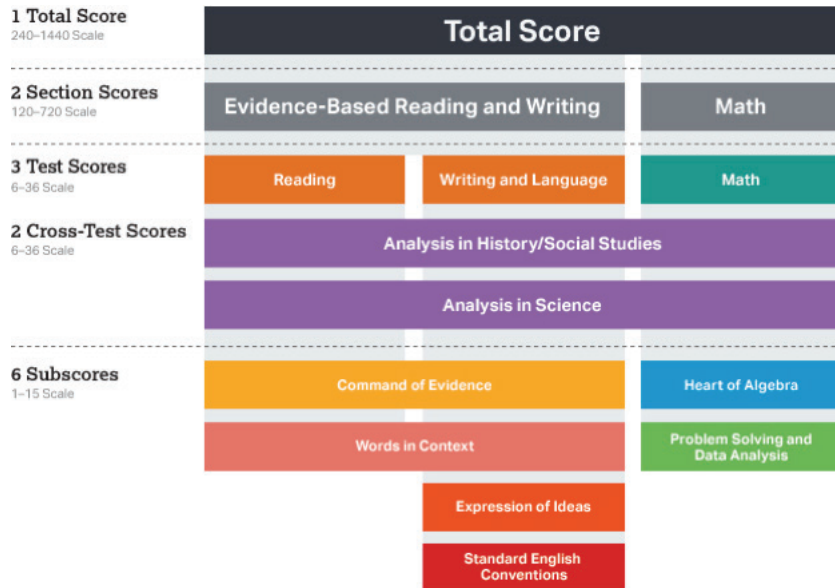 1 Total Score
240–1440 Scale
Total Score
2 Section Scores
120–720 Scale
Evidence-Based Reading and Writing
Math
3 Test Scores
6–36 Scale
Reading
Writing and Language
Math
2 Cross-Test Scores
6–36 Scale
Analysis in History/Social Studies
Analysis in Science
6 Subscores
1–15 Scale
Command of Evidence
Heart of Algebra
Words in Context
Problem Solving and
Data Analysis
Expression of Ideas
Standard English
Conventions